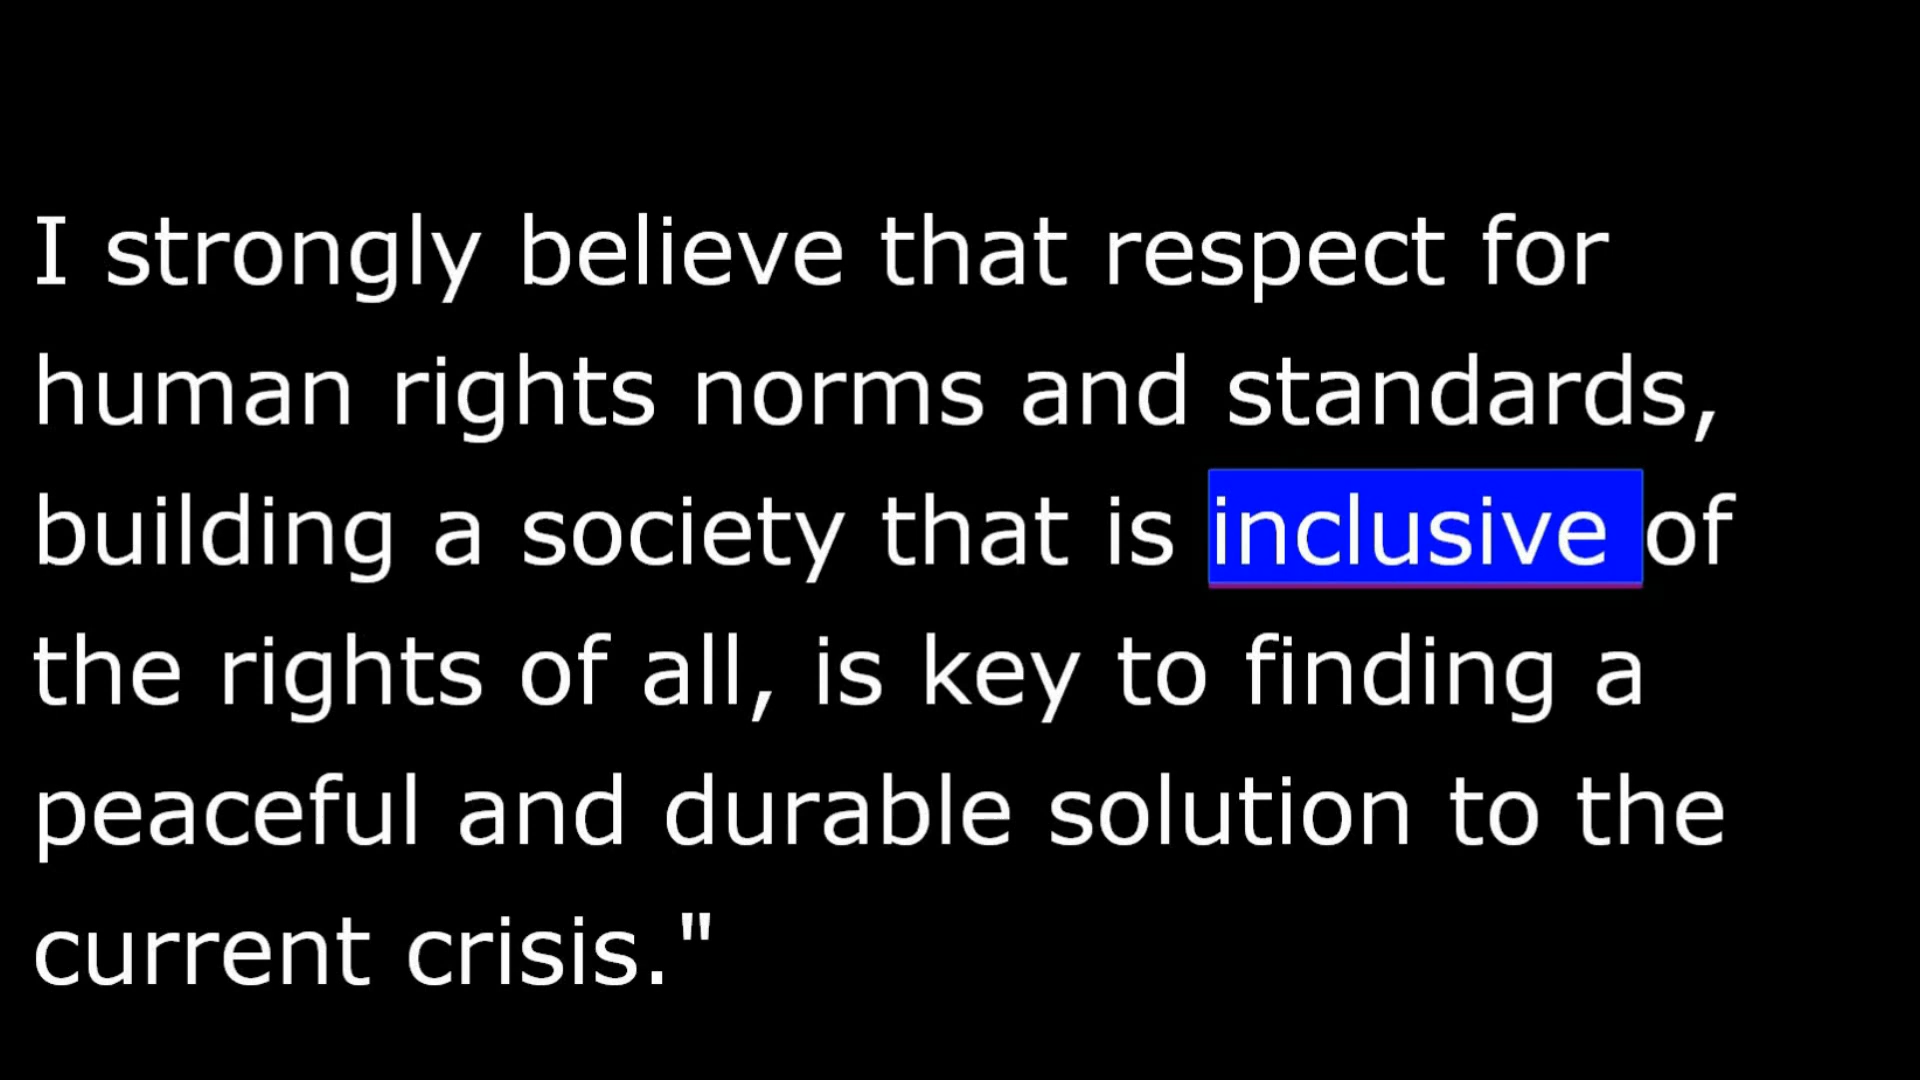 I strongly believe that respect for
human rights norms and standards,
building a society that is inclusive of
the rights of all, is key to finding a
peaceful and durable solution to the
current crisis."